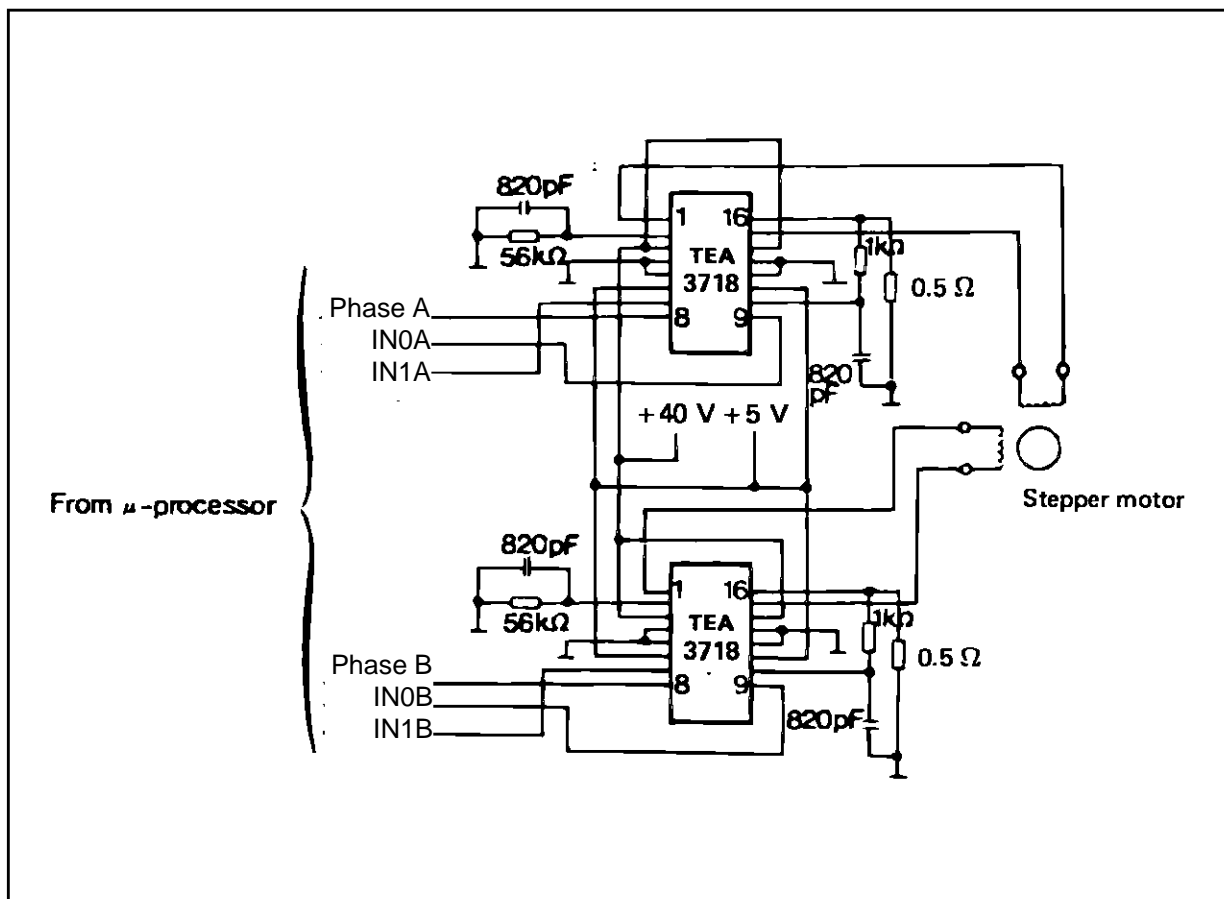 820pF
56kΩ
1
16
TEA
3718
8
9
1kΩ
0.5 Ω
820
pF
Phase A
IN0A
IN1A
+40 V +5 V
From μ-processor
Stepper motor
820pF
56kΩ
1
16
TEA
3718
8
9
1kΩ
0.5 Ω
820pF
Phase B
IN0B
IN1B